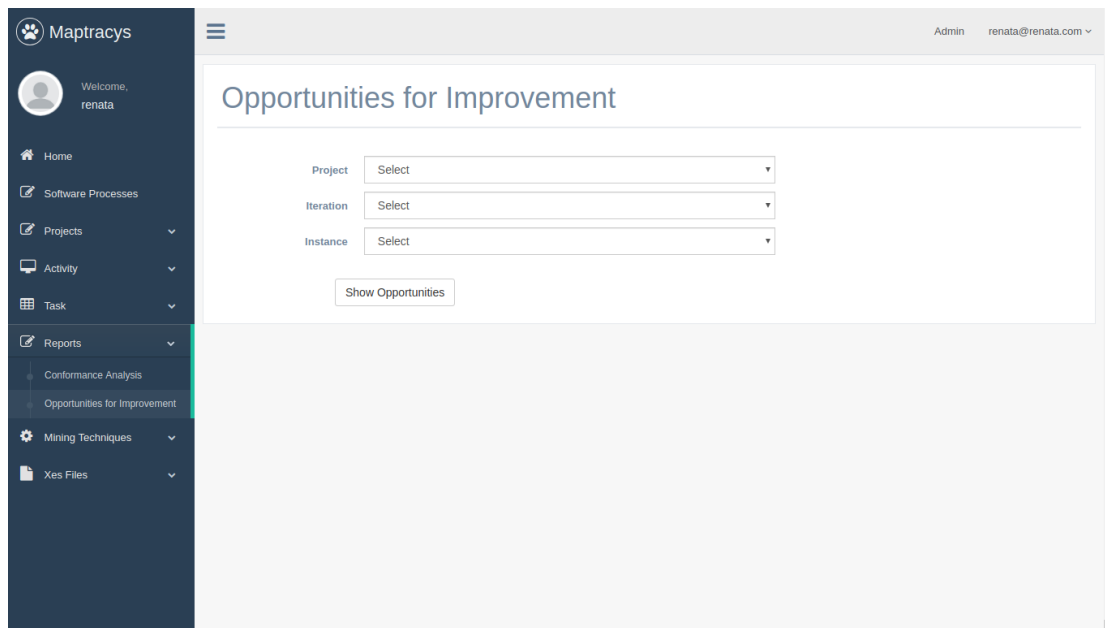 Maptracys
Admin renata@renata.com
Welcome,
renata
Opportunities for Improvement
Home
Software Processes
Projects
Activity
Task
Reports
Conformance Analysis
Opportunities for Improvement
Mining Techniques
Xes Files
Project Select
Iteration Select
Instance Select
Show Opportunities